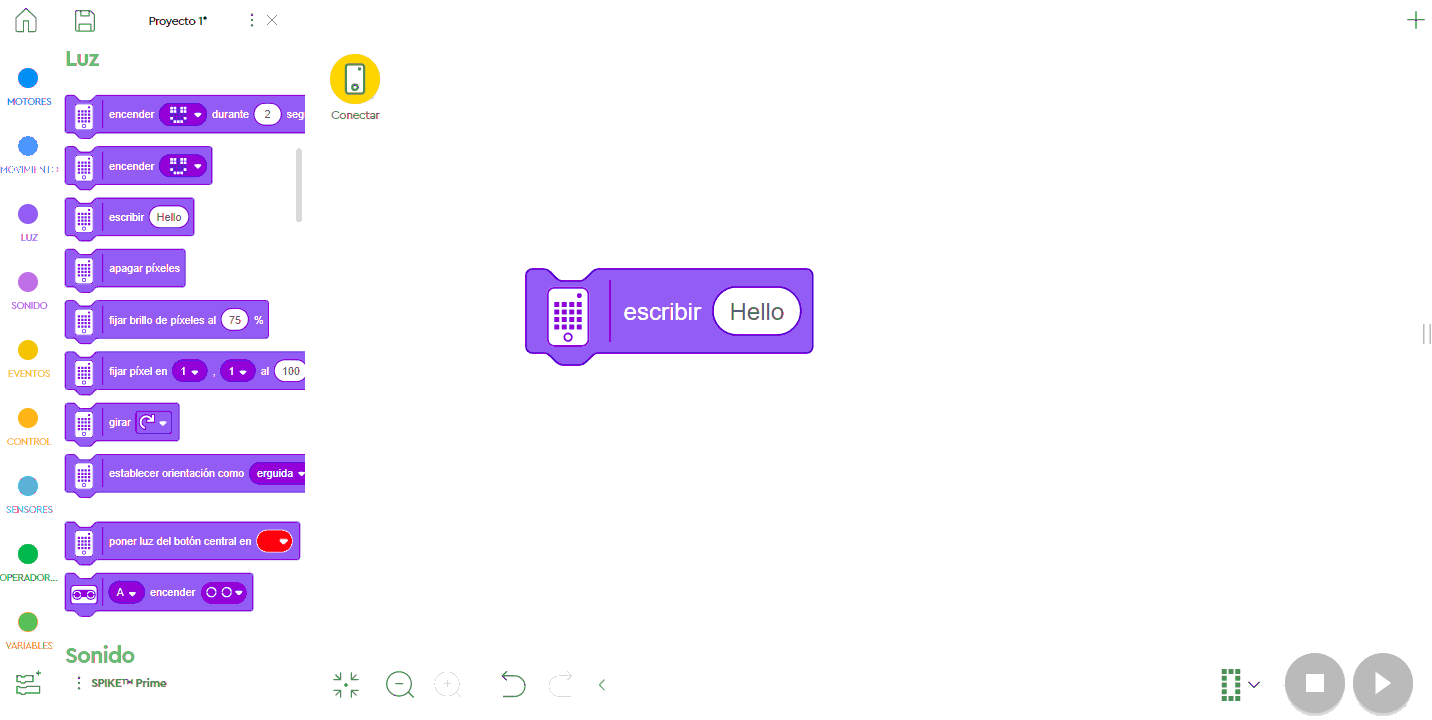 Proyecto 1*
Luz
MOTORES
encender durante 2
MOVIMIENTO
encender
escribir Hello
LUZ
apagar píxeles
SONIDO
fijar brillo de píxeles al 75 %
EVENTOS
fijar píxel en 1 , 1 al 100
girar
CONTROL
establecer orientación como erguida
SENSORES
poner luz del botón central en
OPERADOR...
A encender
VARIABLES
Sonido
SPIKE™ Prime
Conectar
escribir Hello